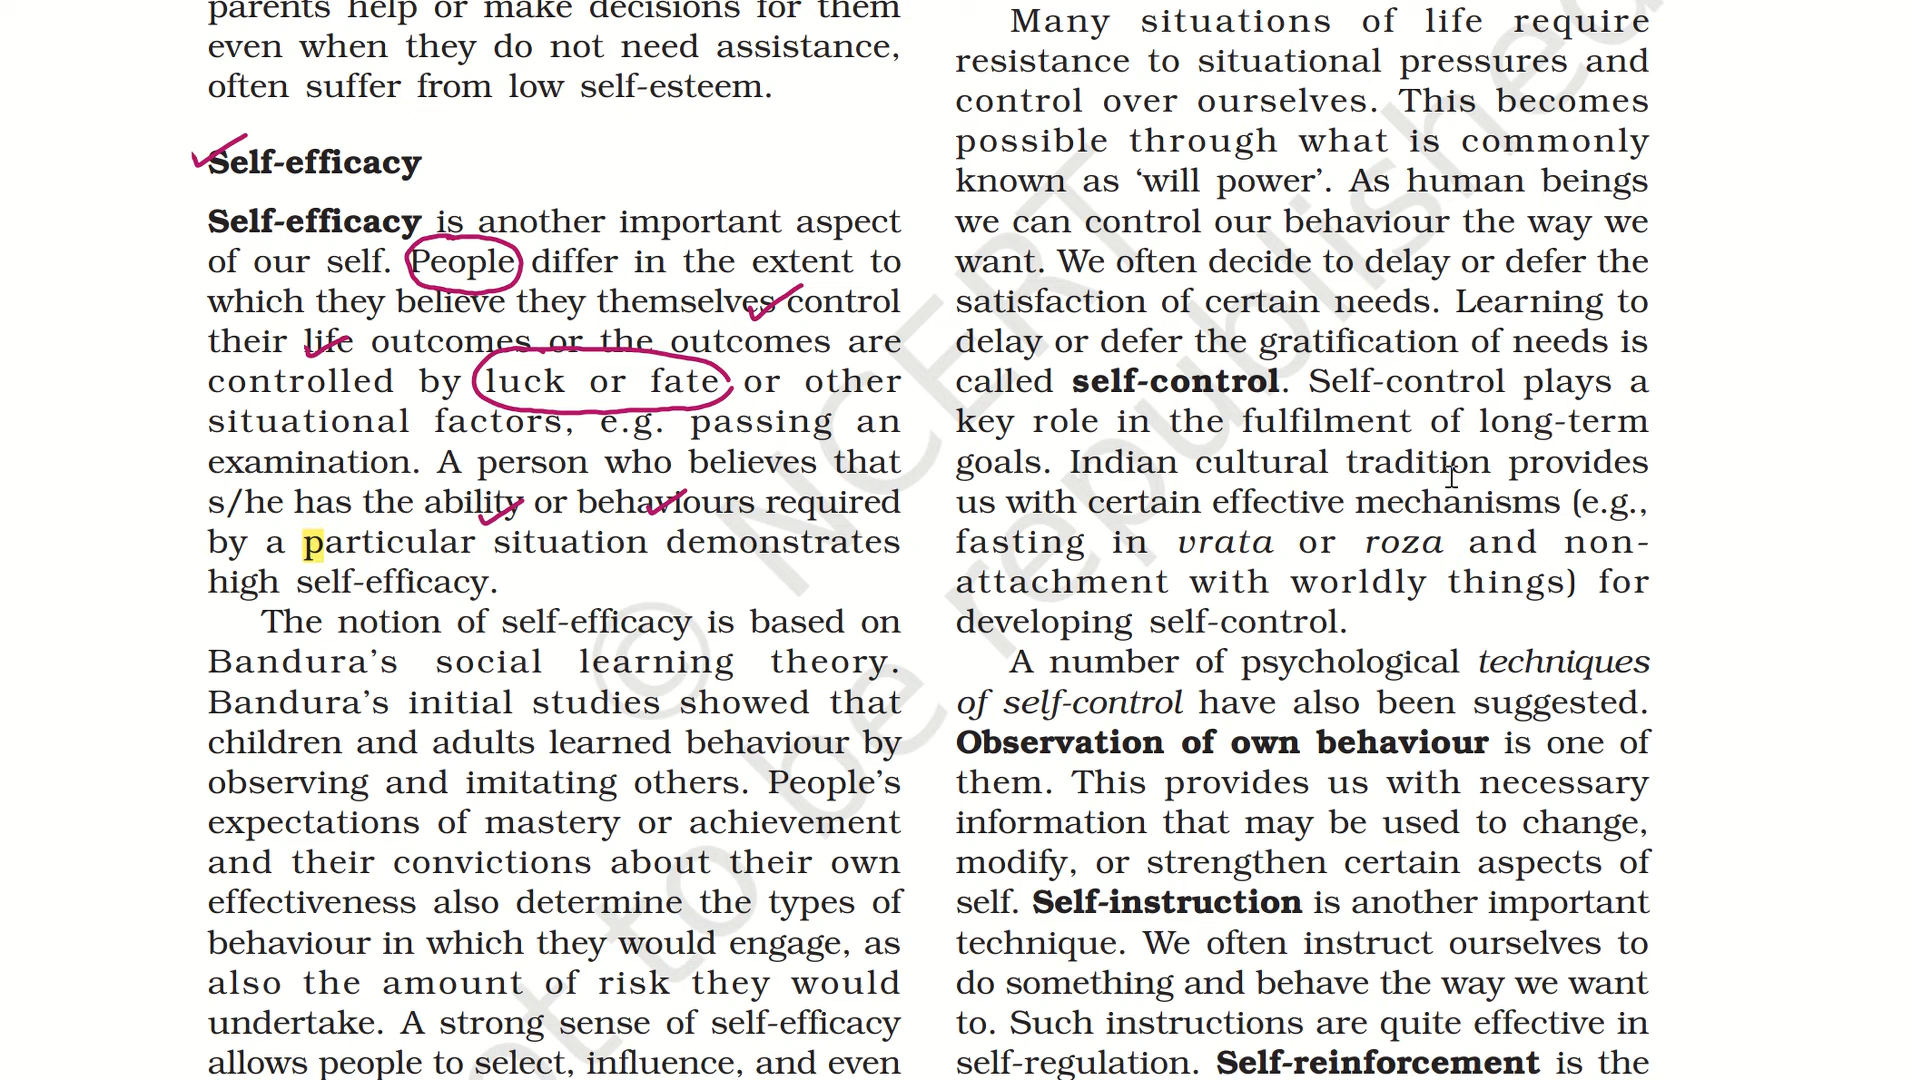 parents help or make decisions for them
even when they do not need assistance,
often suffer from low self-esteem.
Self-efficacy
Self-efficacy is another important aspect
of our self. People differ in the extent to
which they believe they themselves control
their life outcomes or the outcomes are
controlled by luck or fate or other
situational factors, e.g. passing an
examination. A person who believes that
s/he has the ability or behaviours required
by a particular situation demonstrates
high self-efficacy.
The notion of self-efficacy is based on
Bandura’s social learning theory.
Bandura’s initial studies showed that
children and adults learned behaviour by
observing and imitating others. People’s
expectations of mastery or achievement
and their convictions about their own
effectiveness also determine the types of
behaviour in which they would engage, as
also the amount of risk they would
undertake. A strong sense of self-efficacy
allows people to select, influence, and even
Many situations of life require
resistance to situational pressures and
control over ourselves. This becomes
possible through what is commonly
known as ‘will power’. As human beings
we can control our behaviour the way we
want. We often decide to delay or defer the
satisfaction of certain needs. Learning to
delay or defer the gratification of needs is
called self-control. Self-control plays a
key role in the fulfilment of long-term
goals. Indian cultural tradition provides
us with certain effective mechanisms (e.g.,
fasting in vrata or roza and non-
attachment with worldly things) for
developing self-control.
A number of psychological techniques
of self-control have also been suggested.
Observation of own behaviour is one of
them. This provides us with necessary
information that may be used to change,
modify, or strengthen certain aspects of
self. Self-instruction is another important
technique. We often instruct ourselves to
do something and behave the way we want
to. Such instructions are quite effective in
self-regulation. Self-reinforcement is the
© NCERT
not to be republished